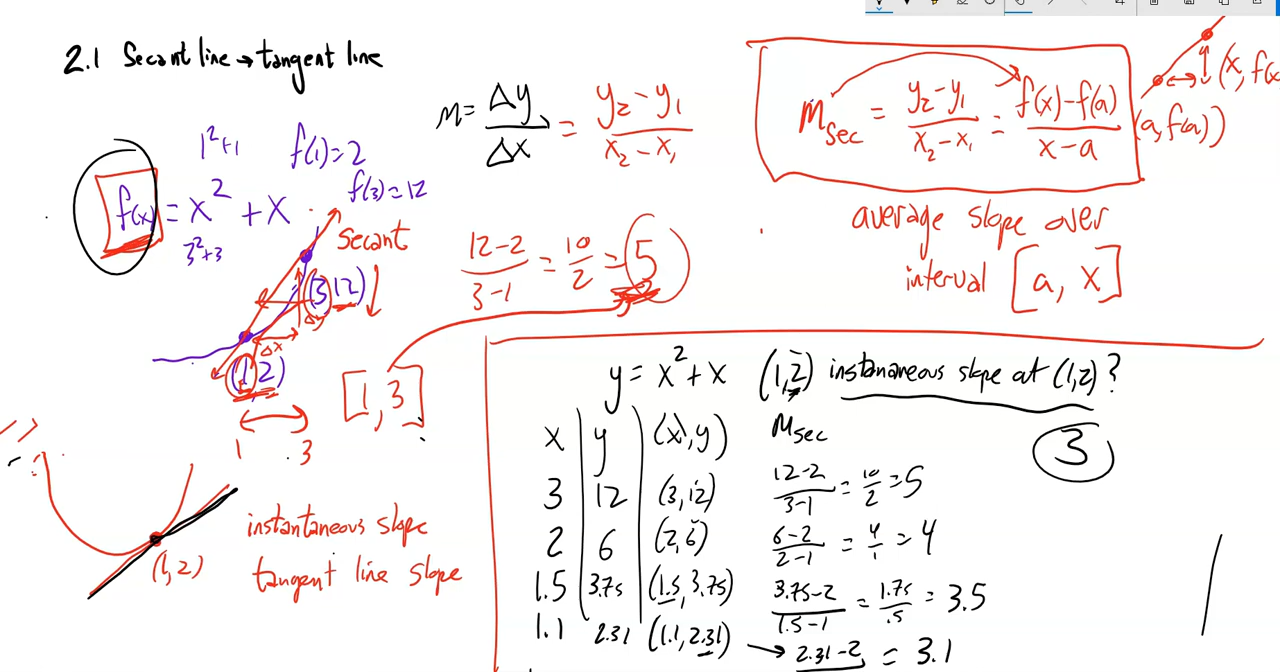 2.1 Secant line → tangent line
m = Δy/Δx = y₂-y₁/x₂-x₁
m_sec = y₂-y₁/x₂-x₁ = f(x)-f(a)/x-a
(x, f(x
(a, f(a))
average slope over
interval [a, x]
1²+1
f(1)=2
f(3)=12
f(x) = x² + x
3²+3
Secant
(3,12)
Δy
Δx
(1,2)
1 3
[1,3]
12-2/3-1 = 10/2 = 5
(1,2)
instantaneous slope
tangent line slope
y = x² + x (1,2) instantaneous slope at (1,2)?
3
x y (x,y) m_sec
3 12 (3,12) 12-2/3-1 = 10/2 = 5
2 6 (2,6) 6-2/2-1 = 4/1 = 4
1.5 3.75 (1.5,3.75) 3.75-2/1.5-1 = 1.75/.5 = 3.5
1.1 2.31 (1.1,2.31) → 2.31-2 = 3.1